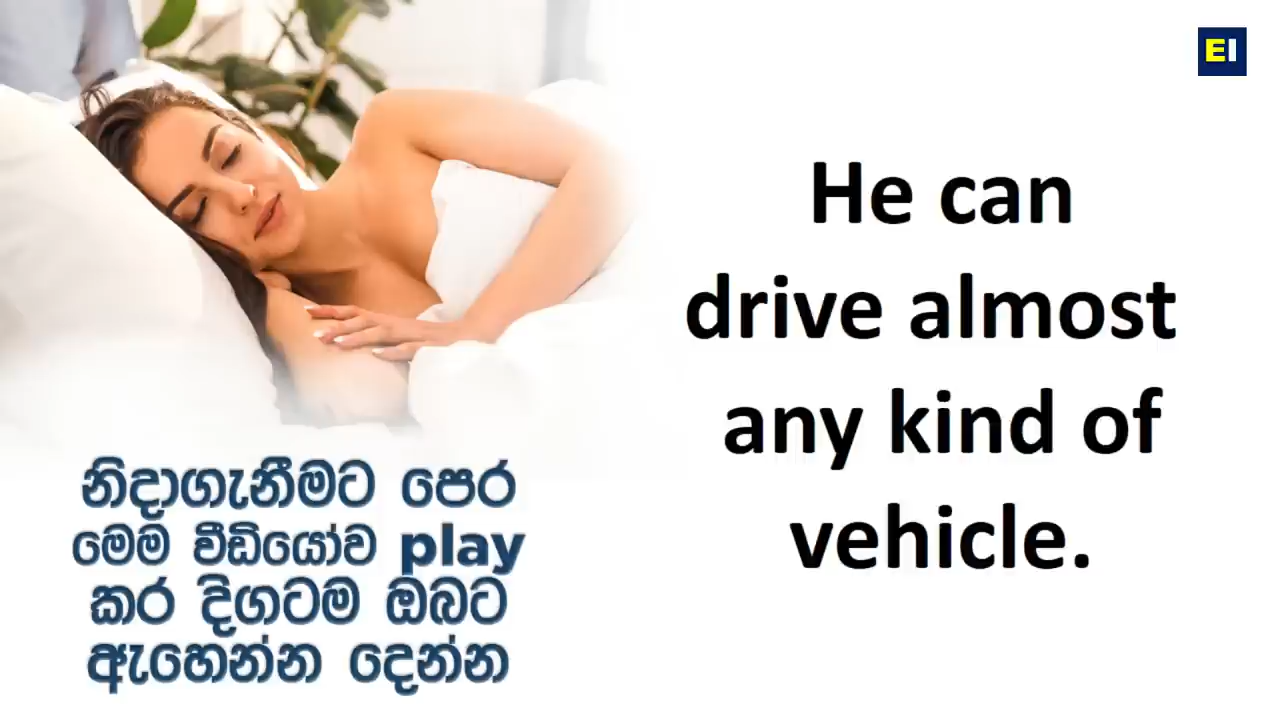 EI
He can
drive almost
any kind of
vehicle.
නිදාගැනීමට පෙර
මෙම වීඩියෝව play
කර දිගටම ඔබට
ඇහෙන්න දෙන්න